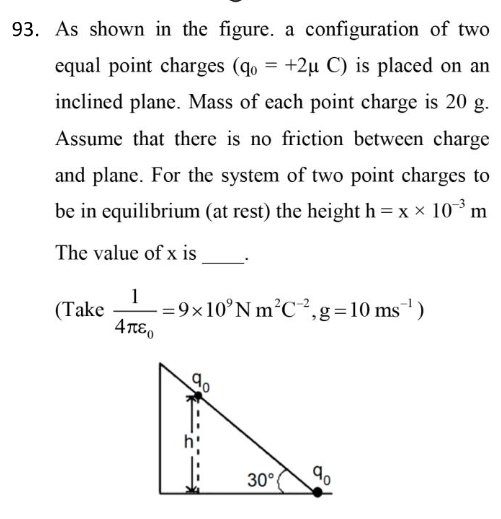 93. As shown in the figure. a configuration of two
equal point charges (q₀ = +2μ C) is placed on an
inclined plane. Mass of each point charge is 20 g.
Assume that there is no friction between charge
and plane. For the system of two point charges to
be in equilibrium (at rest) the height h = x × 10⁻³ m
The value of x is ____.
(Take 1/4πε₀ = 9×10⁹ N m²C⁻², g = 10 ms⁻¹)
q₀
h
30° q₀